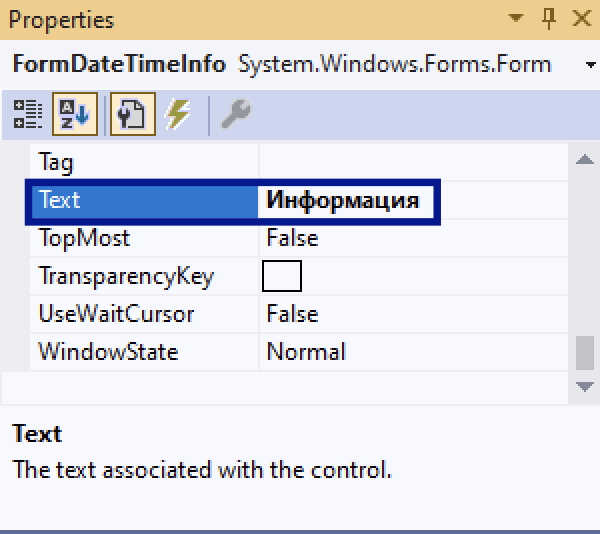 Properties
FormDateTimeInfo System.Windows.Forms.Form
A
Z
Tag
Text Информация
TopMost False
TransparencyKey
UseWaitCursor False
WindowState Normal
Text
The text associated with the control.